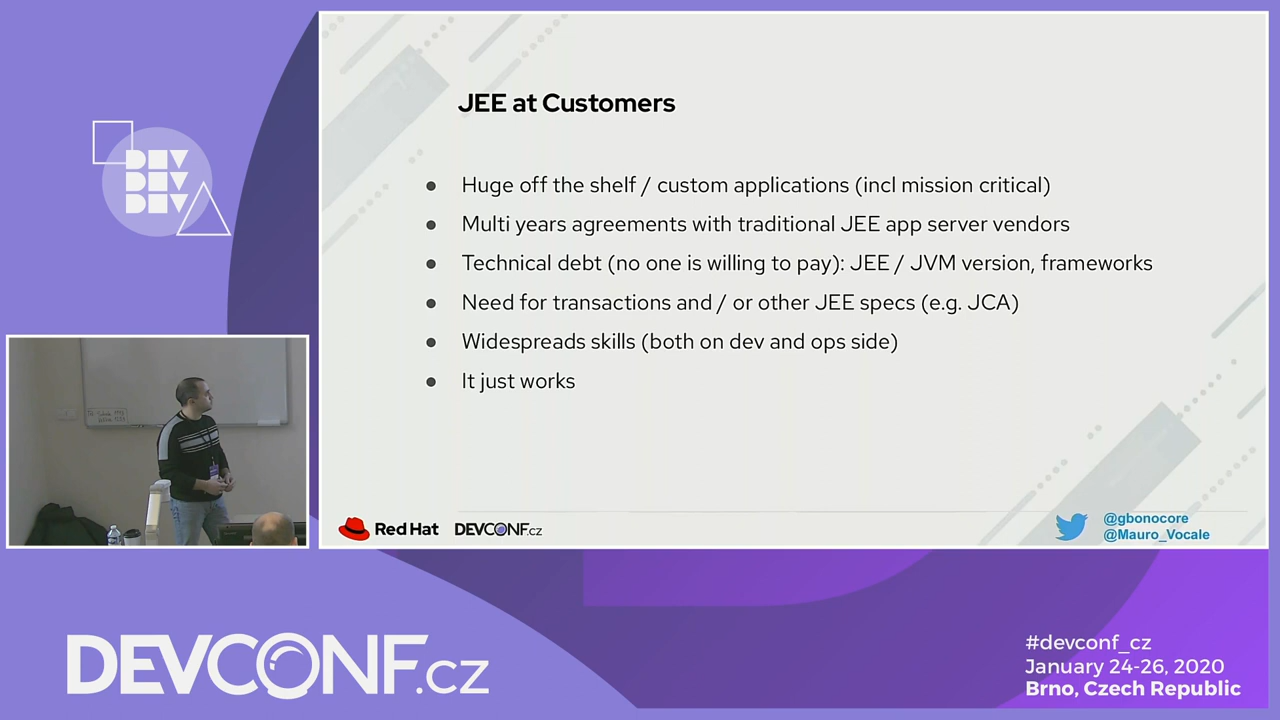 DEV
DEV
DEV
JEE at Customers
Huge off the shelf / custom applications (incl mission critical)
Multi years agreements with traditional JEE app server vendors
Technical debt (no one is willing to pay): JEE / JVM version, frameworks
Need for transactions and / or other JEE specs (e.g. JCA)
Widespreads skills (both on dev and ops side)
It just works
Red Hat
DEVCONF.cz
@gbonocore
@Mauro_Vocale
DEVCONF.cz
#devconf_cz
January 24-26, 2020
Brno, Czech Republic